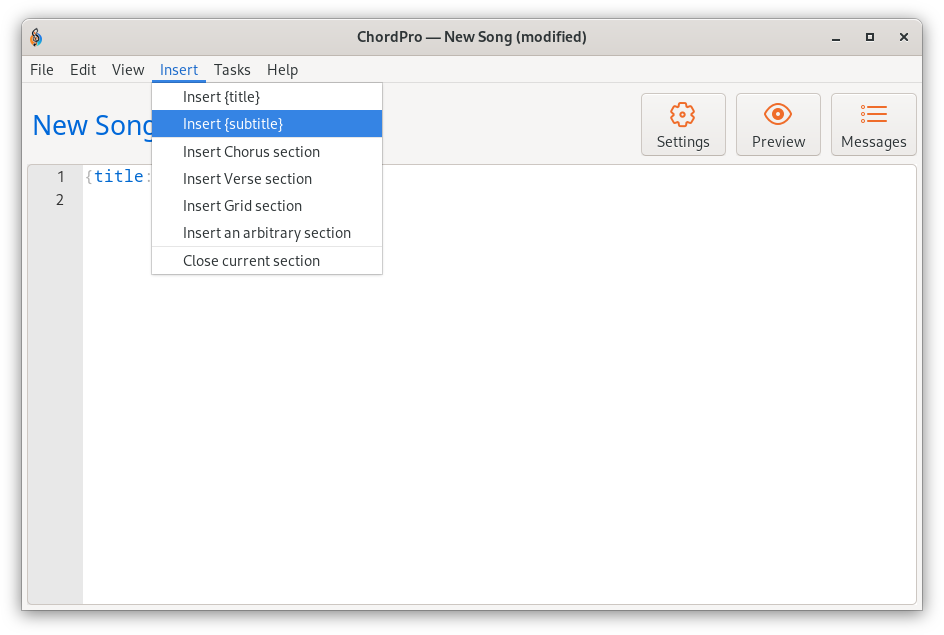 ChordPro — New Song (modified)
File Edit View Insert Tasks Help
New Song
Settings Preview Messages
Insert {title}
Insert {subtitle}
Insert Chorus section
Insert Verse section
Insert Grid section
Insert an arbitrary section
Close current section
1 {title:
2